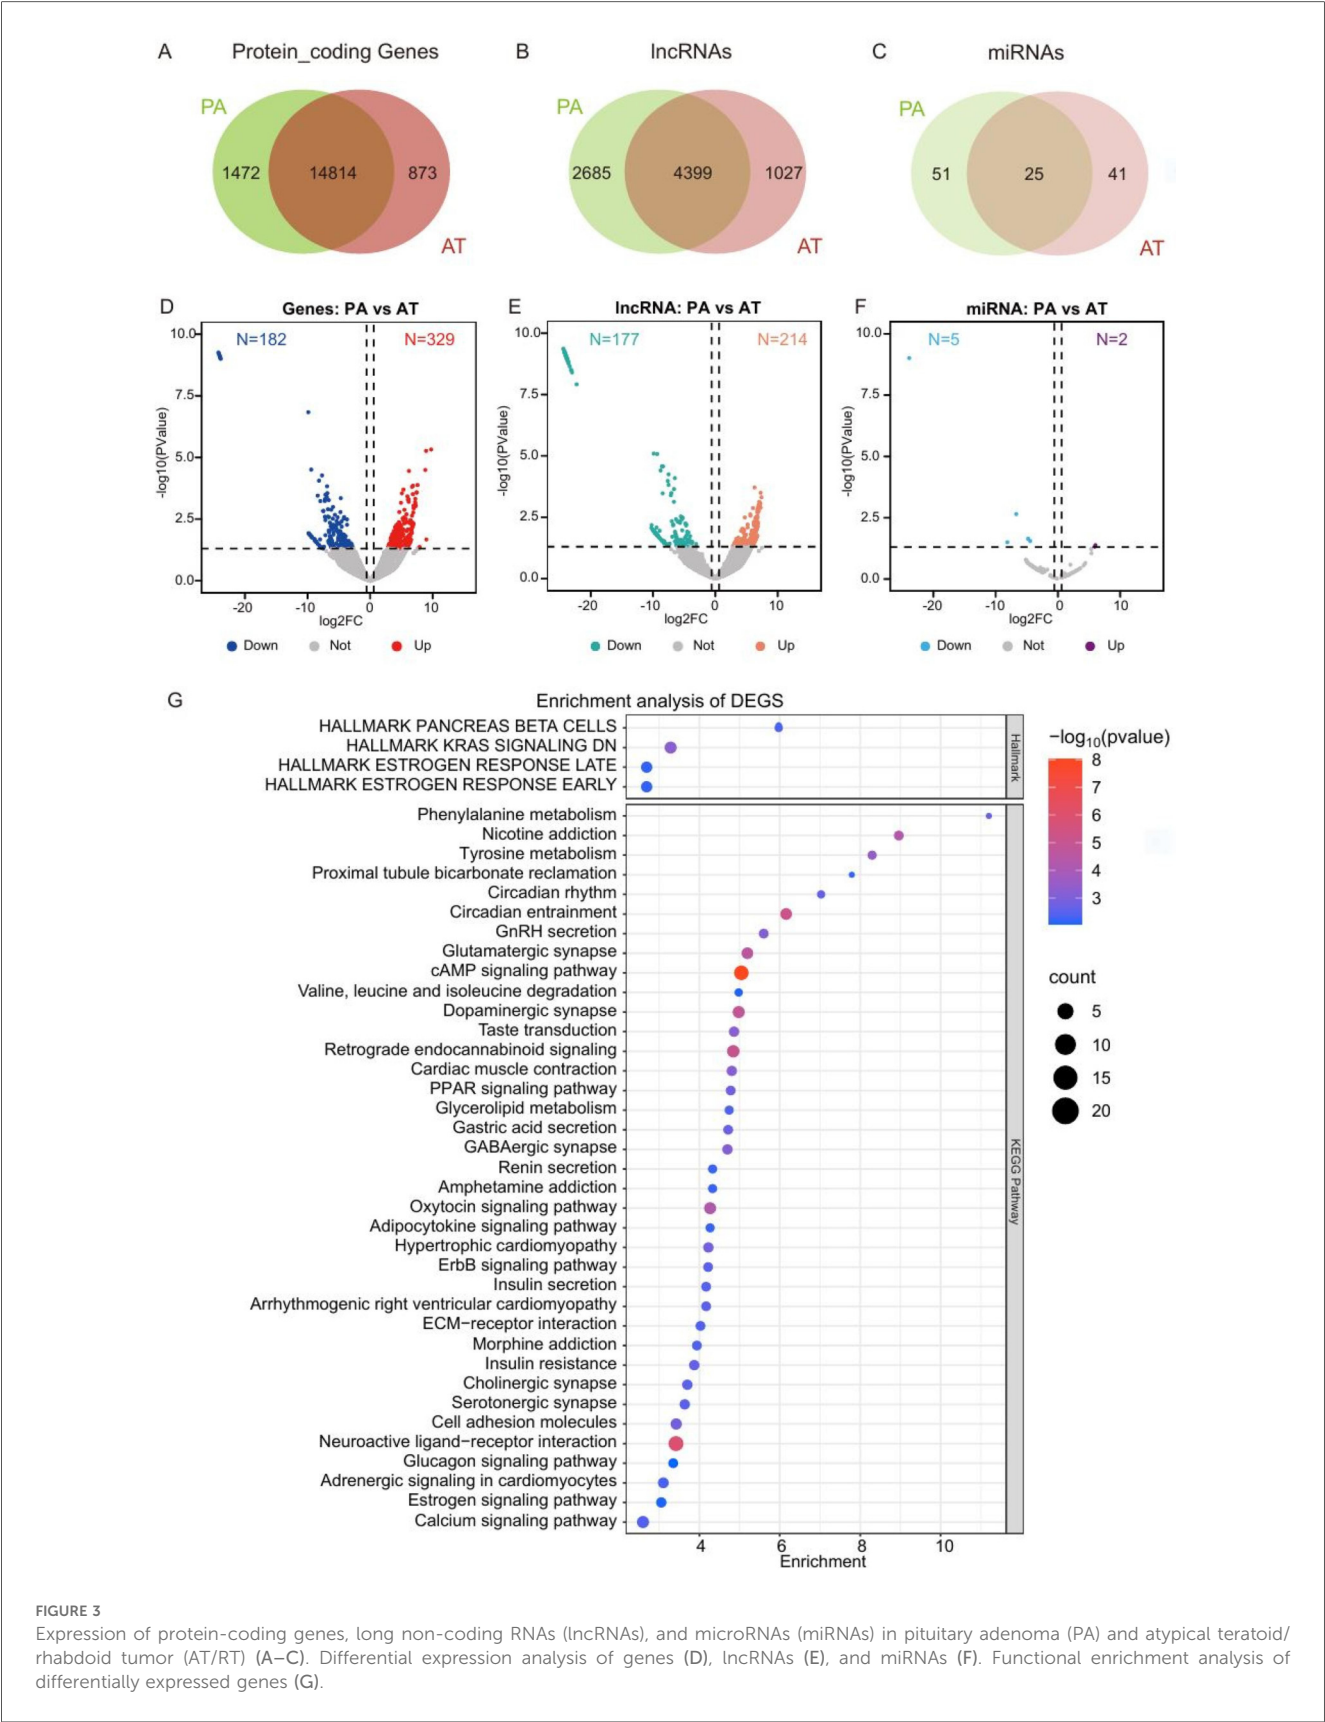 A Protein_coding Genes B lncRNAs C miRNAs
PA PA PA
1472 14814 873 2685 4399 1027 51 25 41
AT AT AT
D Genes: PA vs AT E lncRNA: PA vs AT F miRNA: PA vs AT
10.0 N=182 N=329
7.5
5.0
2.5
0.0
-log10(PValue)
-20 -10 0 10
log2FC
Down Not Up
10.0 N=177 N=214
7.5
5.0
2.5
0.0
-log10(PValue)
-20 -10 0 10
log2FC
Down Not Up
10.0 N=5 N=2
7.5
5.0
2.5
0.0
-log10(PValue)
-20 -10 0 10
log2FC
Down Not Up
G Enrichment analysis of DEGS
HALLMARK PANCREAS BETA CELLS
HALLMARK KRAS SIGNALING DN
HALLMARK ESTROGEN RESPONSE LATE
HALLMARK ESTROGEN RESPONSE EARLY
Hallmark
Phenylalanine metabolism
Nicotine addiction
Tyrosine metabolism
Proximal tubule bicarbonate reclamation
Circadian rhythm
Circadian entrainment
GnRH secretion
Glutamatergic synapse
cAMP signaling pathway
Valine, leucine and isoleucine degradation
Dopaminergic synapse
Taste transduction
Retrograde endocannabinoid signaling
Cardiac muscle contraction
PPAR signaling pathway
Glycerolipid metabolism
Gastric acid secretion
GABAergic synapse
Renin secretion
Amphetamine addiction
Oxytocin signaling pathway
Adipocytokine signaling pathway
Hypertrophic cardiomyopathy
ErbB signaling pathway
Insulin secretion
Arrhythmogenic right ventricular cardiomyopathy
ECM−receptor interaction
Morphine addiction
Insulin resistance
Cholinergic synapse
Serotonergic synapse
Cell adhesion molecules
Neuroactive ligand−receptor interaction
Glucagon signaling pathway
Adrenergic signaling in cardiomyocytes
Estrogen signaling pathway
Calcium signaling pathway
KEGG Pathway
4 6 8 10
Enrichment
−log10(pvalue)
8
7
6
5
4
3
count
5
10
15
20
FIGURE 3
Expression of protein-coding genes, long non-coding RNAs (lncRNAs), and microRNAs (miRNAs) in pituitary adenoma (PA) and atypical teratoid/
rhabdoid tumor (AT/RT) (A–C). Differential expression analysis of genes (D), lncRNAs (E), and miRNAs (F). Functional enrichment analysis of
differentially expressed genes (G).